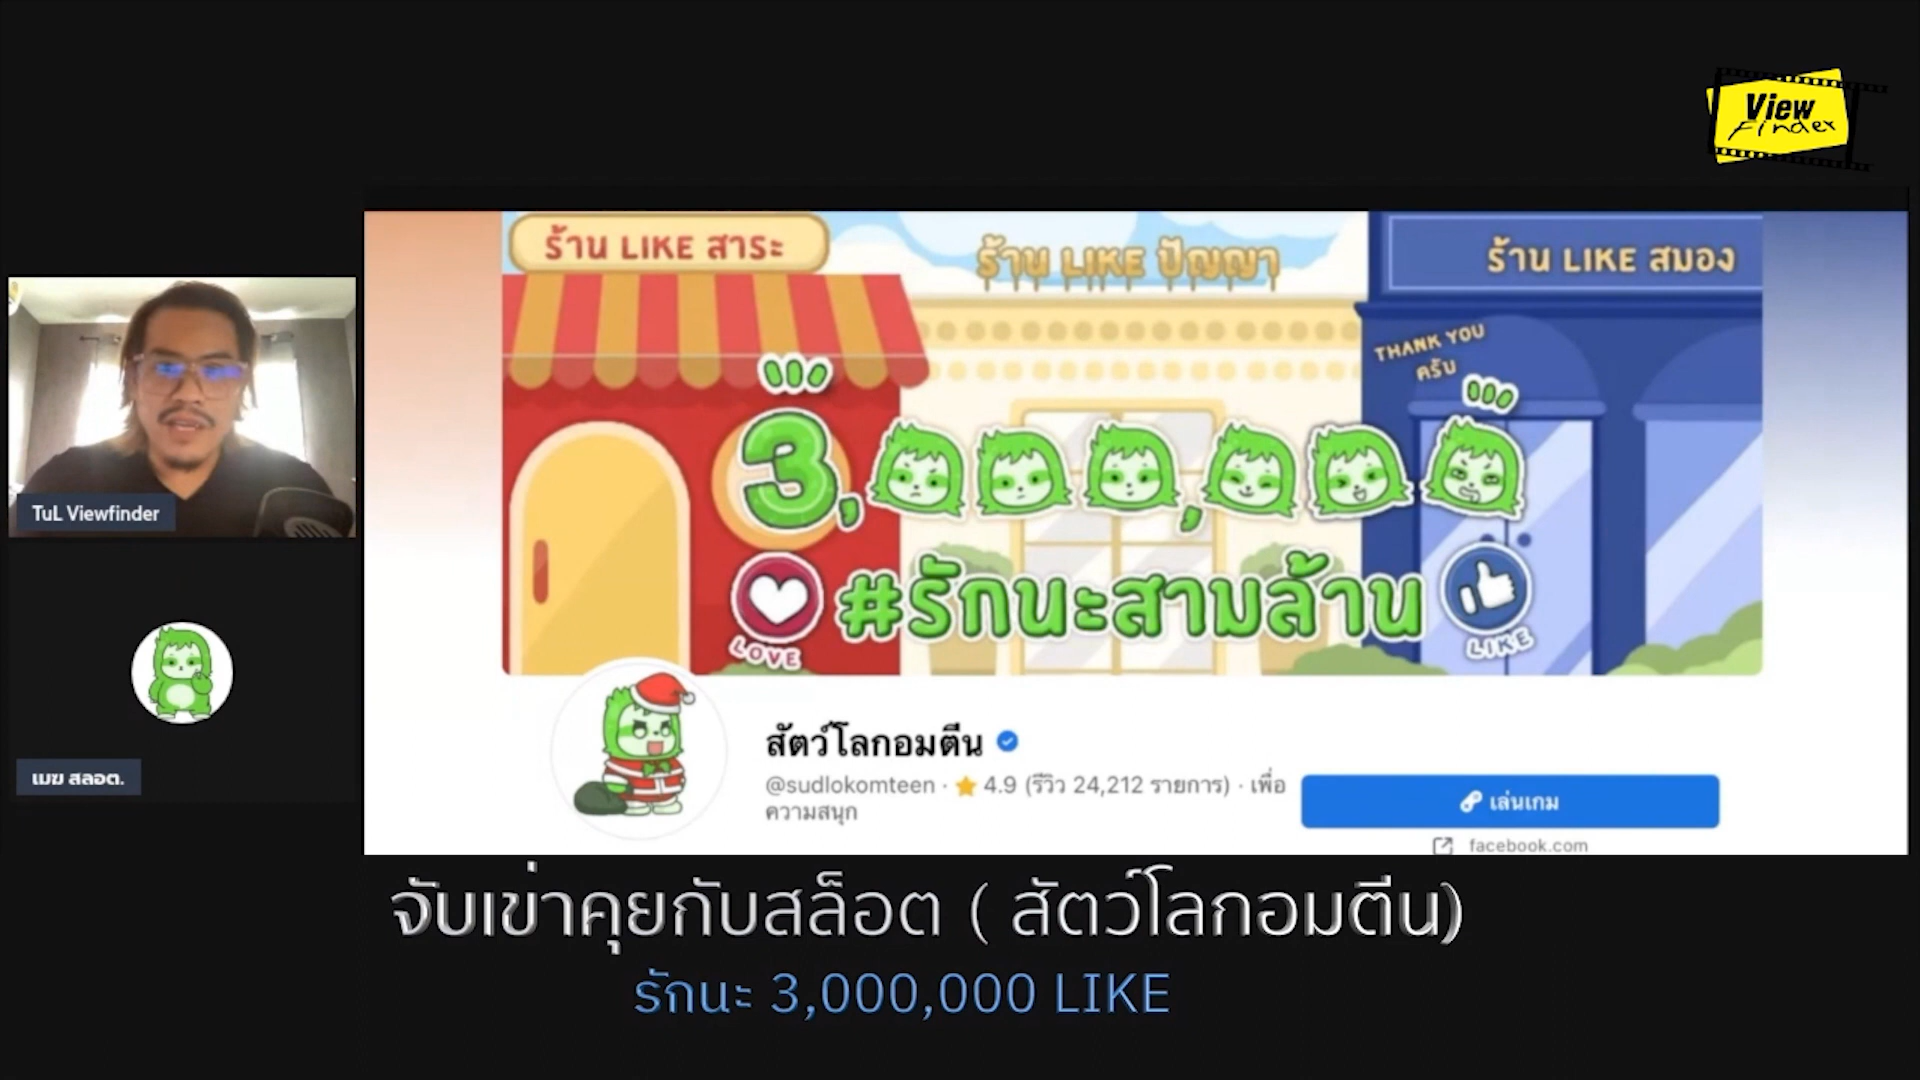 View
Finder
ร้าน LIKE สาระ
ร้าน LIKE ปัญญา
ร้าน LIKE สมอง
THANK YOU
ครับ
3,
LOVE
#รักนะสามล้าน
LIKE
TuL Viewfinder
เมฆ สลอต.
สัตว์โลกอมตีน
@sudlokomteen · 4.9 (รีวิว 24,212 รายการ) · เพื่อ
ความสนุก
เล่นเกม
facebook.com
จับเข่าคุยกับสล็อต ( สัตว์โลกอมตีน)
รักนะ 3,000,000 LIKE